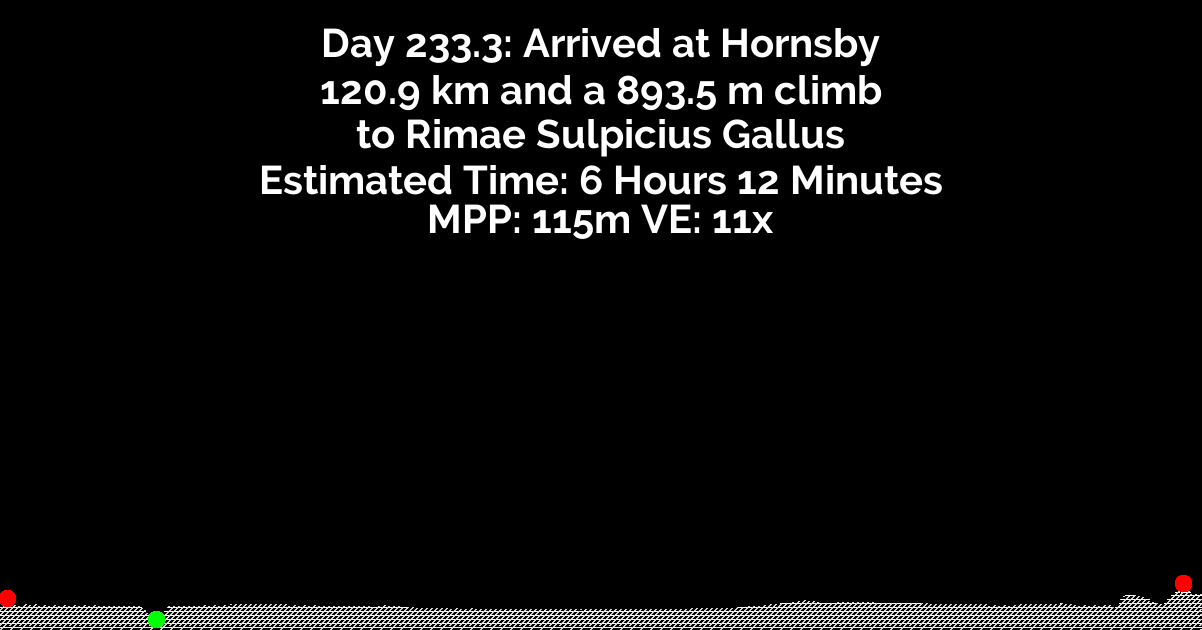 Day 233.3: Arrived at Hornsby
120.9 km and a 893.5 m climb
to Rimae Sulpicius Gallus
Estimated Time: 6 Hours 12 Minutes
MPP: 115m VE: 11x